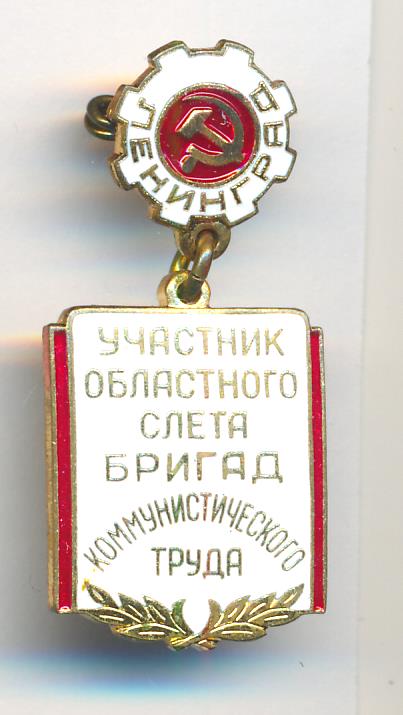 ЛЕНИНГРАД
УЧАСТНИК
ОБЛАСТНОГО
СЛЕТА
БРИГАД
КОММУНИСТИЧЕСКОГО
ТРУДА